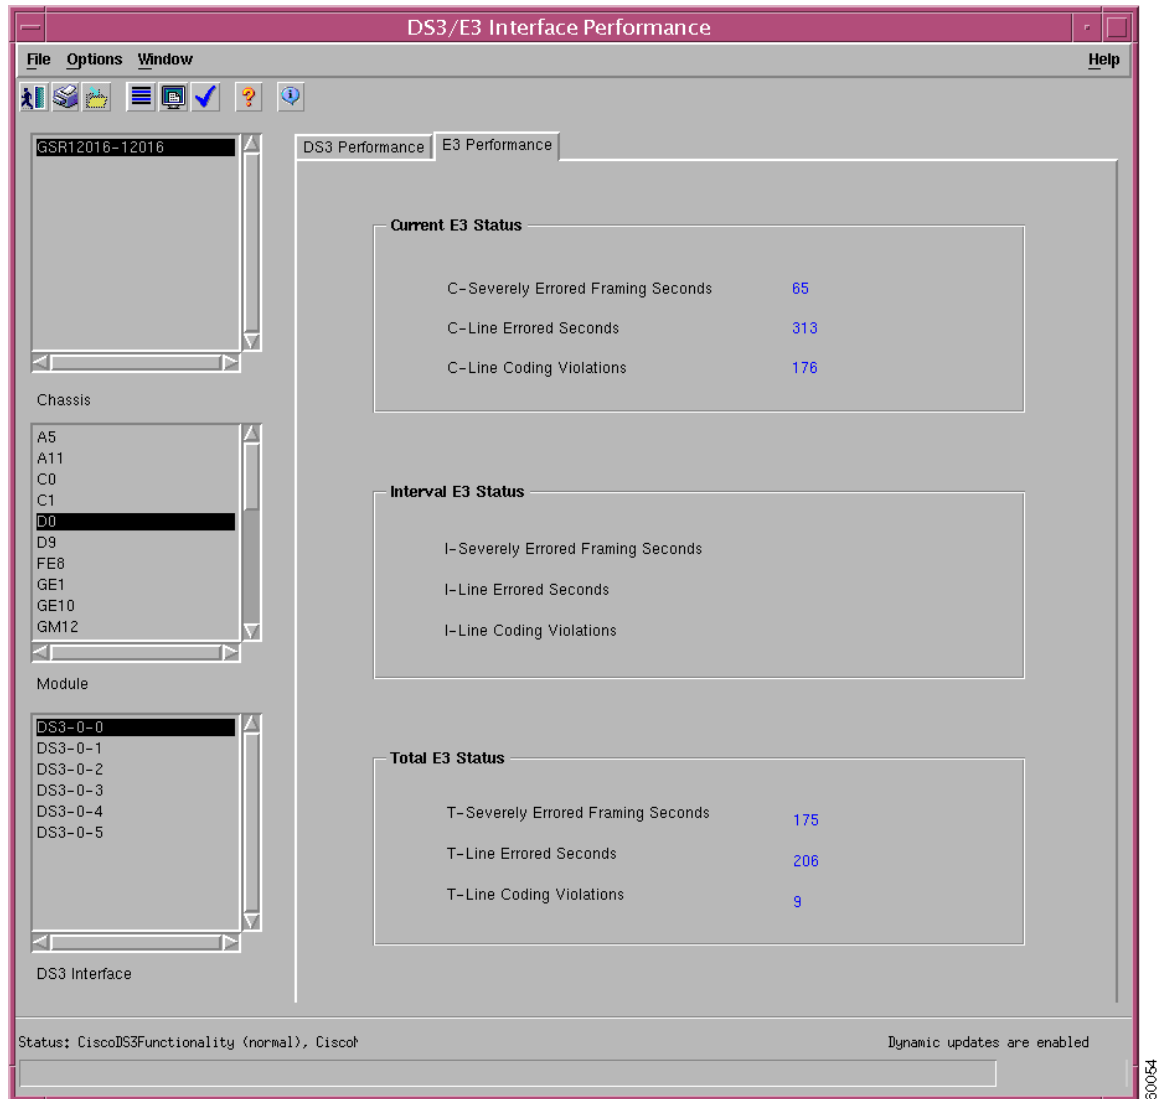 DS3/E3 Interface Performance
File Options Window Help
GSR12016-12016
Chassis
A5
A11
C0
C1
D0
D9
FE8
GE1
GE10
GM12
Module
DS3-0-0
DS3-0-1
DS3-0-2
DS3-0-3
DS3-0-4
DS3-0-5
DS3 Interface
DS3 Performance E3 Performance
Current E3 Status
C-Severely Errored Framing Seconds 65
C-Line Errored Seconds 313
C-Line Coding Violations 176
Interval E3 Status
I-Severely Errored Framing Seconds
I-Line Errored Seconds
I-Line Coding Violations
Total E3 Status
T-Severely Errored Framing Seconds 175
T-Line Errored Seconds 206
T-Line Coding Violations 9
Status: CiscoDS3Functionality (normal), Cisco
Dynamic updates are enabled
60054